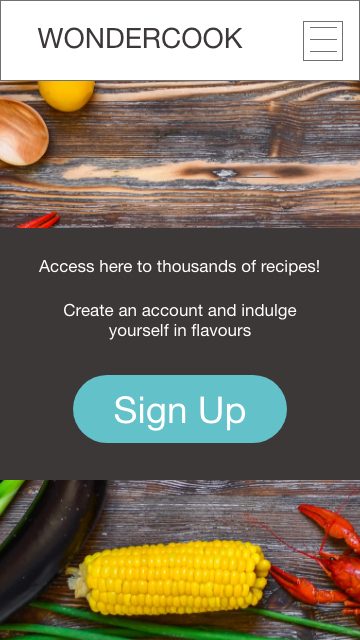 WONDERCOOK
Access here to thousands of recipes!
Create an account and indulge
yourself in flavours
Sign Up